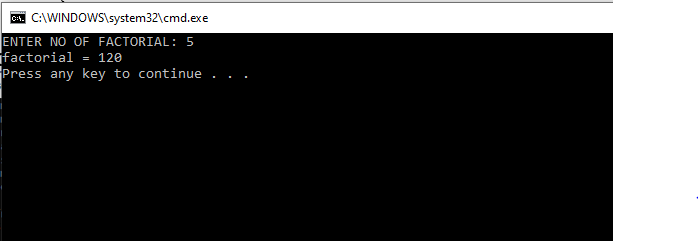 C:\WINDOWS\system32\cmd.exe
ENTER NO OF FACTORIAL: 5
factorial = 120
Press any key to continue . . .